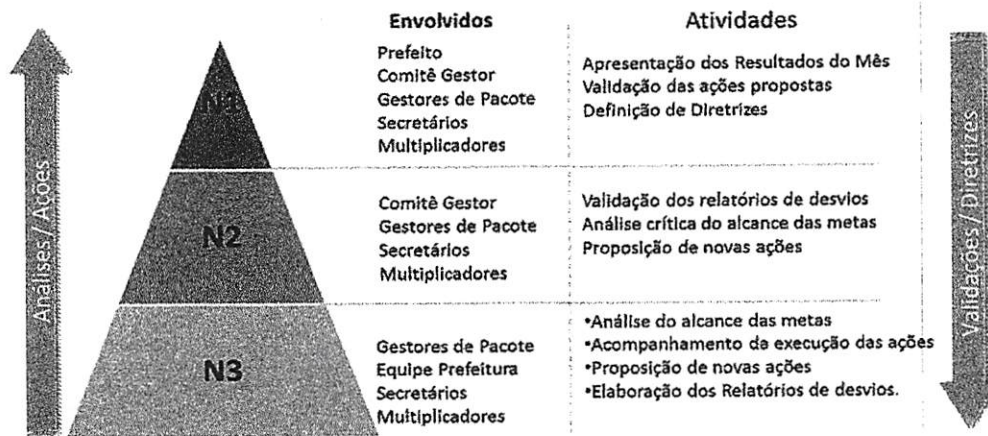 Envolvidos
Atividades
Análises / Ações
N1
Prefeito
Comitê Gestor
Gestores de Pacote
Secretários
Multiplicadores
Apresentação dos Resultados do Mês
Validação das ações propostas
Definição de Diretrizes
N2
Comitê Gestor
Gestores de Pacote
Secretários
Multiplicadores
Validação dos relatórios de desvios
Análise crítica do alcance das metas
Proposição de novas ações
N3
Gestores de Pacote
Equipe Prefeitura
Secretários
Multiplicadores
•Análise do alcance das metas
•Acompanhamento da execução das ações
•Proposição de novas ações
•Elaboração dos Relatórios de desvios.
Validações / Diretrizes